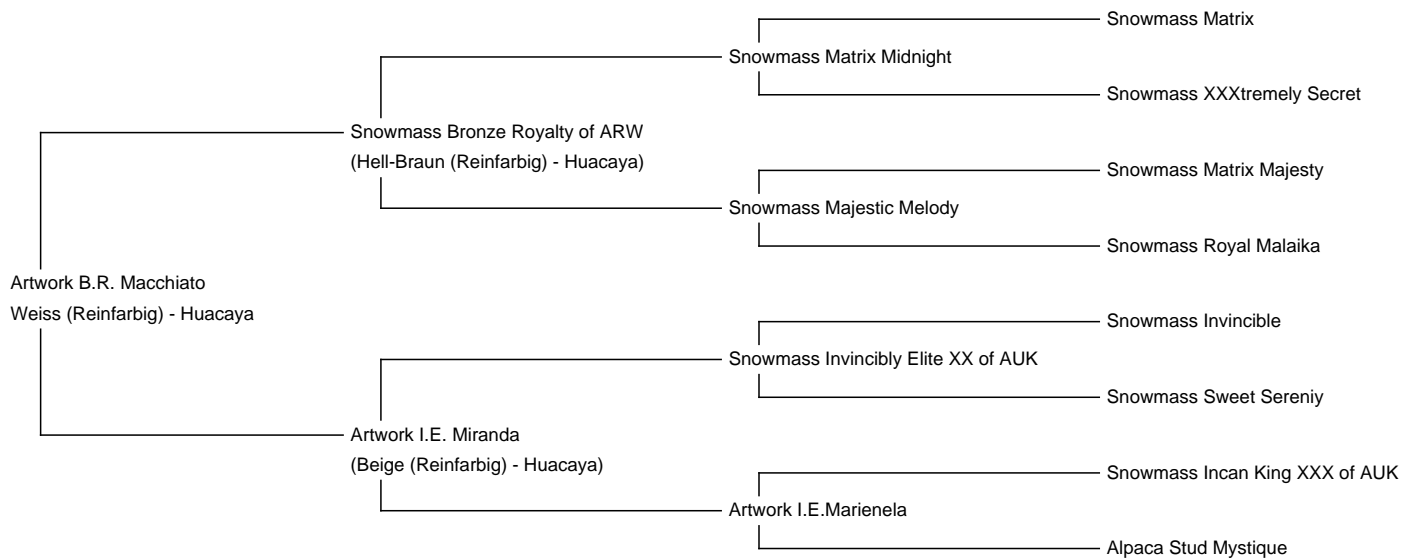 Snowmass Matrix
Snowmass Matrix Midnight
Snowmass XXXtremely Secret
Snowmass Bronze Royalty of ARW
(Hell-Braun (Reinfarbig) - Huacaya)
Snowmass Matrix Majesty
Snowmass Majestic Melody
Snowmass Royal Malaika
Artwork B.R. Macchiato
Weiss (Reinfarbig) - Huacaya
Snowmass Invincible
Snowmass Invincibly Elite XX of AUK
Snowmass Sweet Sereniy
Artwork I.E. Miranda
(Beige (Reinfarbig) - Huacaya)
Snowmass Incan King XXX of AUK
Artwork I.E.Marienela
Alpaca Stud Mystique